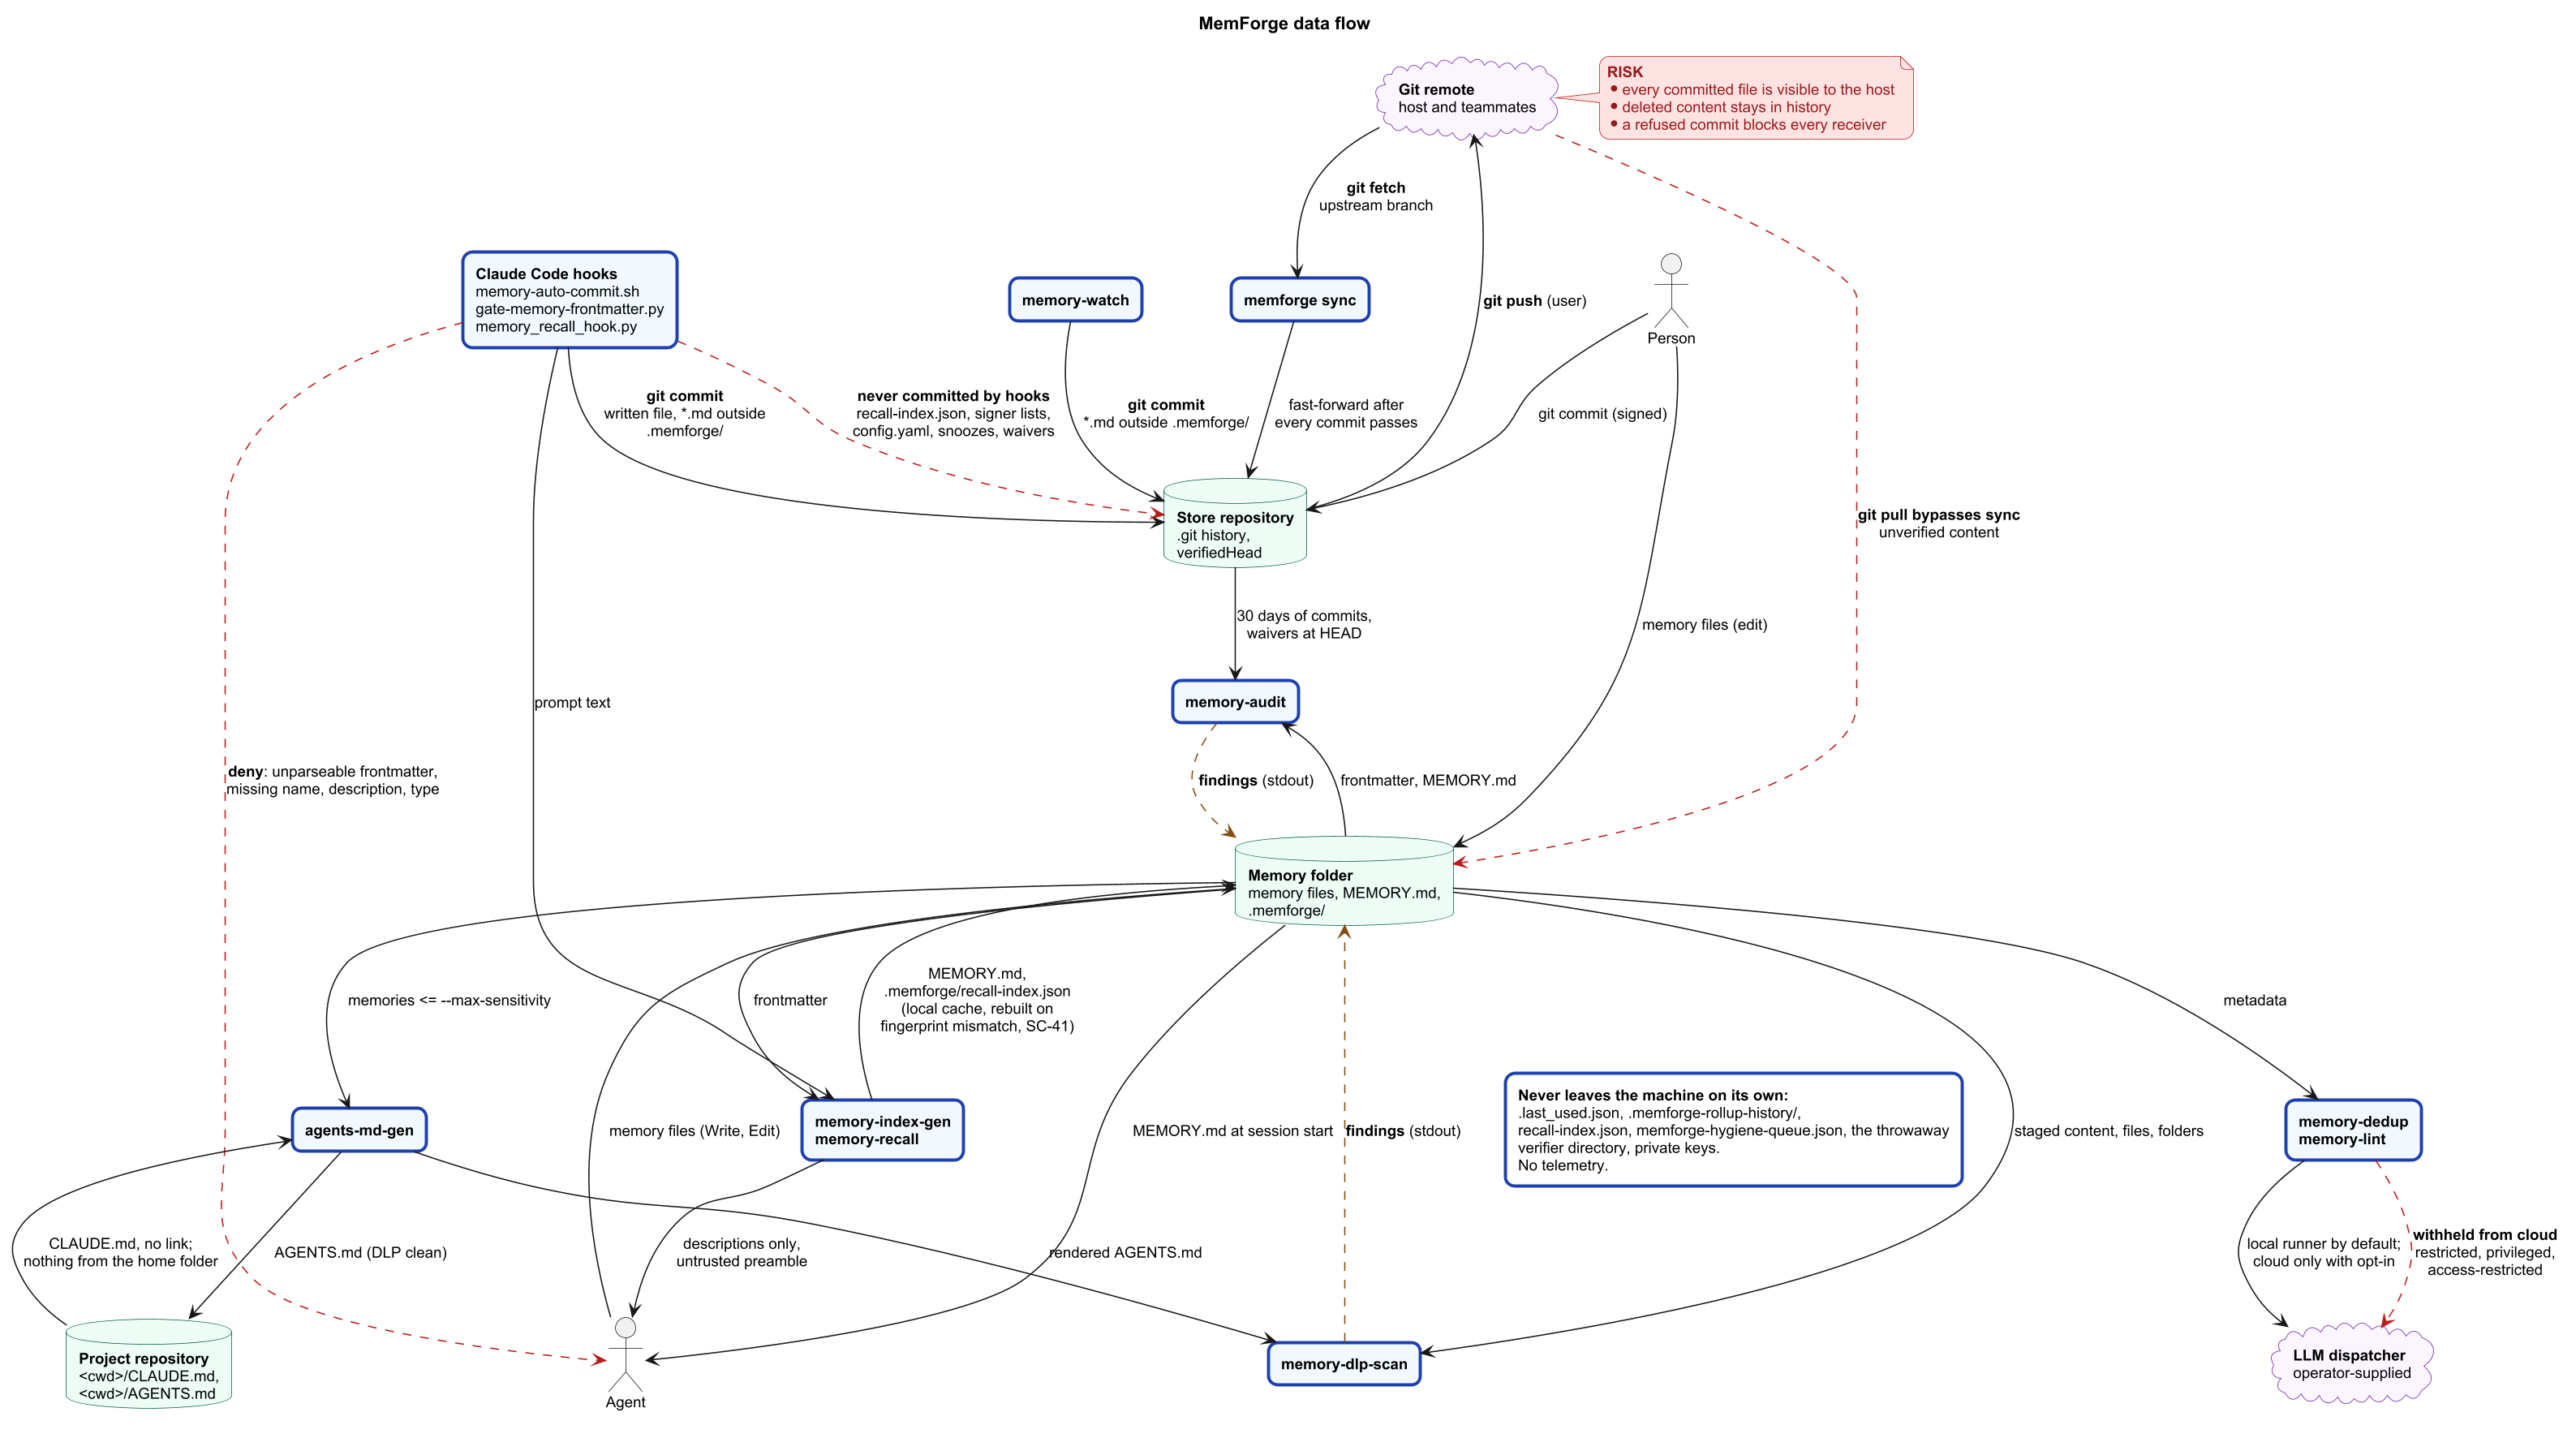 MemForge data flow
Git remote
host and teammates
RISK
• every committed file is visible to the host
• deleted content stays in history
• a refused commit blocks every receiver
git fetch
upstream branch
Claude Code hooks
memory-auto-commit.sh
gate-memory-frontmatter.py
memory_recall_hook.py
memory-watch
memforge sync
git push (user)
Person
git commit
written file, *.md outside
.memforge/
never committed by hooks
recall-index.json, signer lists,
config.yaml, snoozes, waivers
git commit
*.md outside .memforge/
fast-forward after
every commit passes
git commit (signed)
Store repository
.git history,
verifiedHead
git pull bypasses sync
unverified content
30 days of commits,
waivers at HEAD
memory files (edit)
prompt text
memory-audit
deny: unparseable frontmatter,
missing name, description, type
findings (stdout)
frontmatter, MEMORY.md
Memory folder
memory files, MEMORY.md,
.memforge/
memories <= --max-sensitivity
frontmatter
MEMORY.md,
.memforge/recall-index.json
(local cache, rebuilt on
fingerprint mismatch, SC-41)
metadata
agents-md-gen
memory files (Write, Edit)
memory-index-gen
memory-recall
MEMORY.md at session start
findings (stdout)
Never leaves the machine on its own:
.last_used.json, .memforge-rollup-history/,
recall-index.json, memforge-hygiene-queue.json, the throwaway
verifier directory, private keys.
No telemetry.
staged content, files, folders
memory-dedup
memory-lint
CLAUDE.md, no link;
nothing from the home folder
AGENTS.md (DLP clean)
descriptions only,
untrusted preamble
rendered AGENTS.md
local runner by default;
cloud only with opt-in
withheld from cloud
restricted, privileged,
access-restricted
Project repository
<cwd>/CLAUDE.md,
<cwd>/AGENTS.md
Agent
memory-dlp-scan
LLM dispatcher
operator-supplied